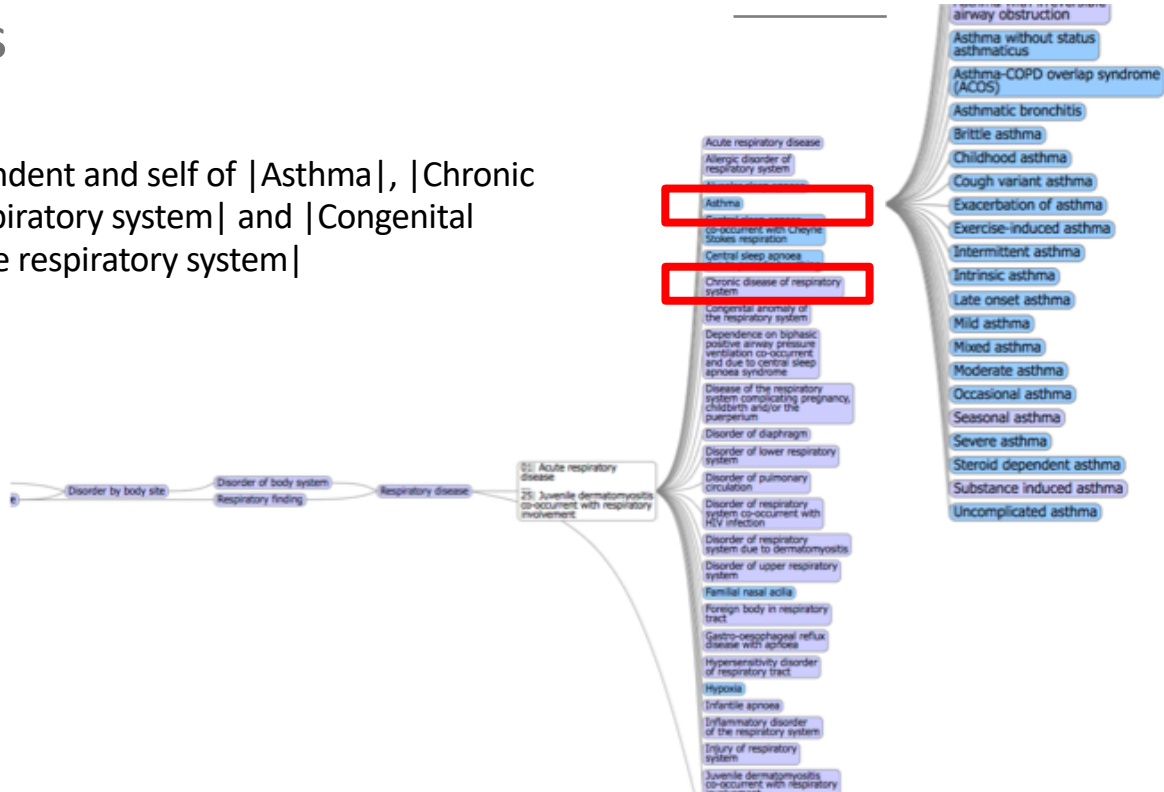 s
ndent and self of |Asthma|, |Chronic
piratory system| and |Congenital
e respiratory system|
e
Disorder by body site
Disorder of body system
Respiratory finding
Respiratory disease
01| Acute respiratory
disease
...
25| Juvenile dermatomyositis
co-occurrent with respiratory
involvement
Acute respiratory disease
Allergic disorder of
respiratory system
Asthma
Central sleep apnoea
co-occurrent with Cheyne
Stokes respiration
Central sleep apnoea
Chronic disease of respiratory
system
Congenital anomaly of
the respiratory system
Dependence on biphasic
positive airway pressure
ventilation co-occurrent
and due to central sleep
apnoea syndrome
Disease of the respiratory
system complicating pregnancy,
childbirth and/or the
puerperium
Disorder of diaphragm
Disorder of lower respiratory
system
Disorder of pulmonary
circulation
Disorder of respiratory
system co-occurrent with
HIV infection
Disorder of respiratory
system due to dermatomyositis
Disorder of upper respiratory
system
Familial nasal acilia
Foreign body in respiratory
tract
Gastro-oesophageal reflux
disease with apnoea
Hypersensitivity disorder
of respiratory tract
Hypoxia
Infantile apnoea
Inflammatory disorder
of the respiratory system
Injury of respiratory
system
Juvenile dermatomyositis
co-occurrent with respiratory
involvement
airway obstruction
Asthma without status
asthmaticus
Asthma-COPD overlap syndrome
(ACOS)
Asthmatic bronchitis
Brittle asthma
Childhood asthma
Cough variant asthma
Exacerbation of asthma
Exercise-induced asthma
Intermittent asthma
Intrinsic asthma
Late onset asthma
Mild asthma
Mixed asthma
Moderate asthma
Occasional asthma
Seasonal asthma
Severe asthma
Steroid dependent asthma
Substance induced asthma
Uncomplicated asthma